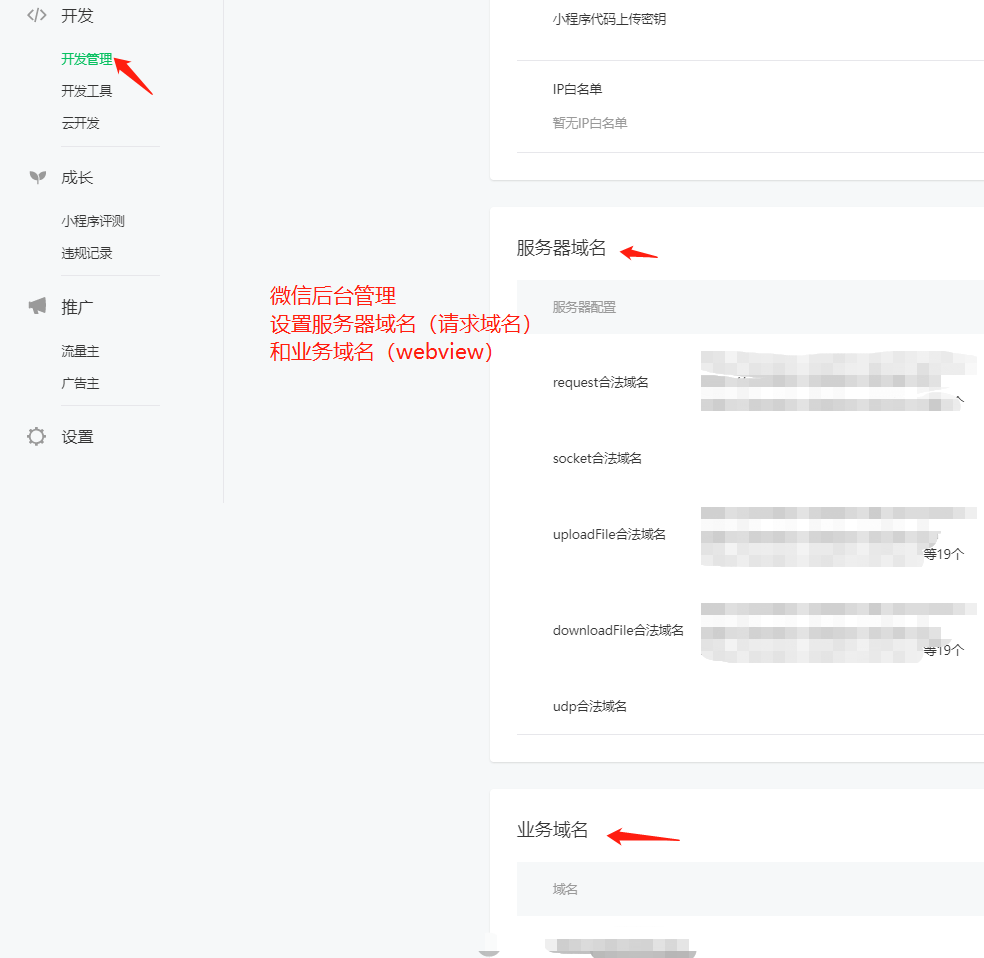 开发
开发管理
开发工具
云开发
成长
小程序评测
违规记录
推广
流量主
广告主
设置
微信后台管理
设置服务器域名（请求域名）
和业务域名（webview）
小程序代码上传密钥
IP白名单
暂无IP白名单
服务器域名
服务器配置
request合法域名
个
socket合法域名
uploadFile合法域名
等19个
downloadFile合法域名
等19个
udp合法域名
业务域名
域名